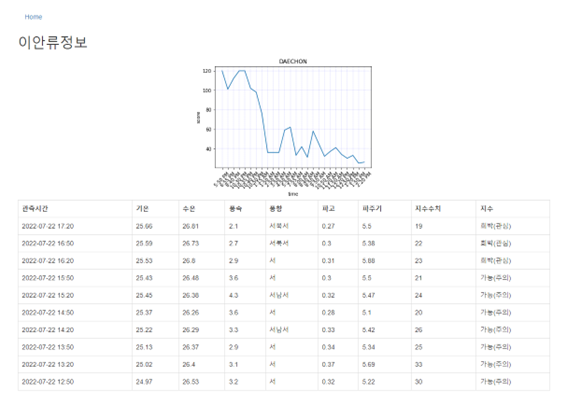 Home
이안류정보
DAECHON
120
100
80
60
40
score
time
관측시간 기온 수온 풍속 풍향 파고 파주기 지수수치 지수
2022-07-22 17:20 25.66 26.81 2.1 서북서 0.27 5.5 19 희박(관심)
2022-07-22 16:50 25.59 26.73 2.7 서북서 0.3 5.38 22 희박(관심)
2022-07-22 16:20 25.53 26.8 2.9 서 0.31 5.88 23 희박(관심)
2022-07-22 15:50 25.43 26.48 3.6 서 0.3 5.5 21 가능(주의)
2022-07-22 15:20 25.45 26.38 4.3 서남서 0.32 5.47 24 가능(주의)
2022-07-22 14:50 25.37 26.26 3.6 서 0.28 5.1 20 가능(주의)
2022-07-22 14:20 25.22 26.29 3.3 서남서 0.33 5.42 26 가능(주의)
2022-07-22 13:50 25.13 26.37 2.9 서 0.34 5.34 25 가능(주의)
2022-07-22 13:20 25.02 26.4 3.1 서 0.37 5.69 33 가능(주의)
2022-07-22 12:50 24.97 26.53 3.2 서 0.32 5.22 30 가능(주의)